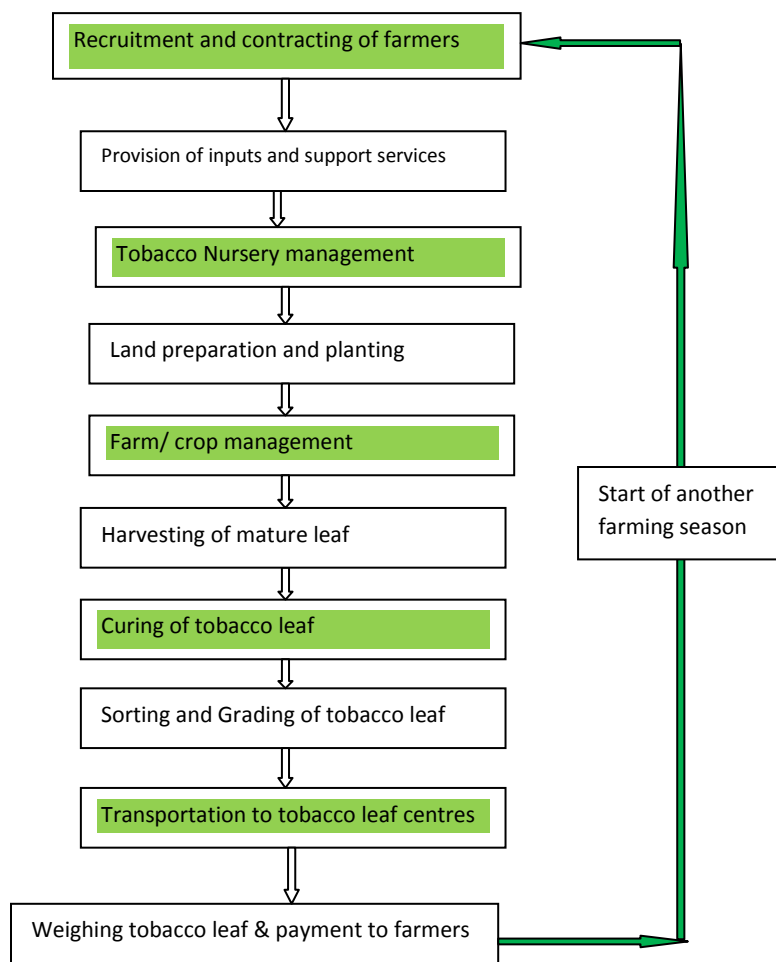 Recruitment and contracting of farmers
Provision of inputs and support services
Tobacco Nursery management
Land preparation and planting
Farm/ crop management
Harvesting of mature leaf
Curing of tobacco leaf
Sorting and Grading of tobacco leaf
Transportation to tobacco leaf centres
Weighing tobacco leaf & payment to farmers
Start of another
farming season